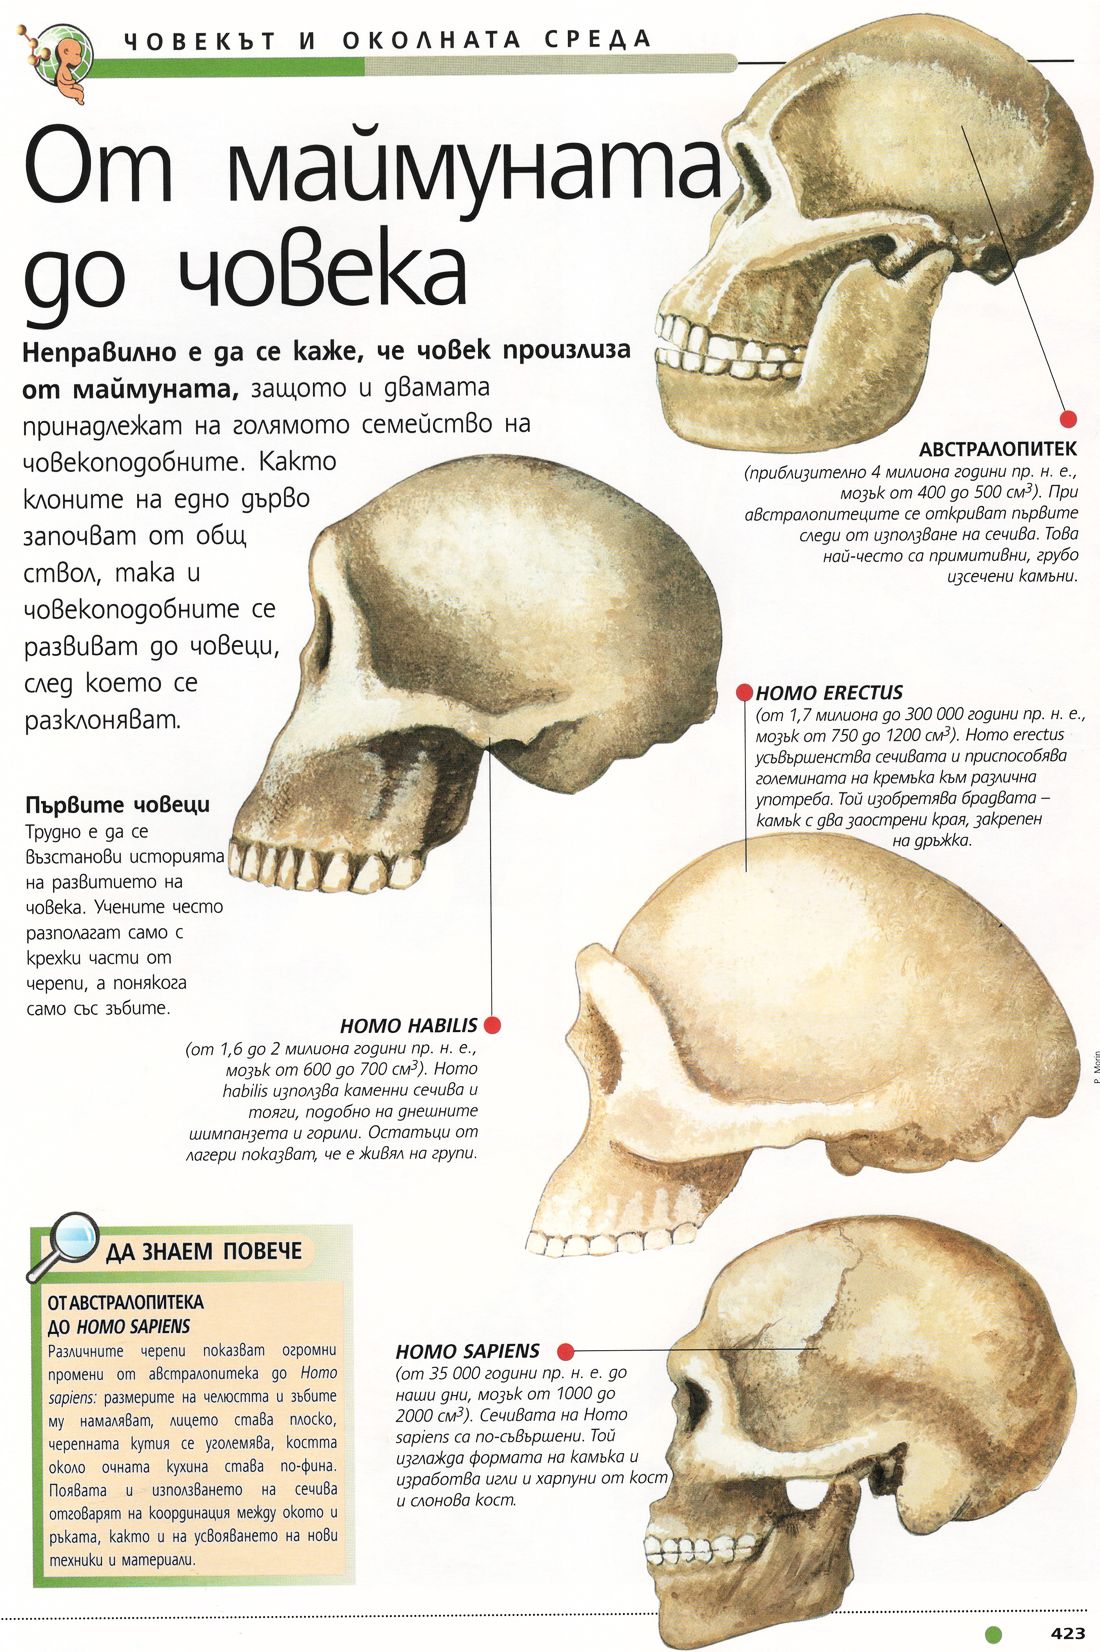 ЧОВЕКЪТ И ОКОЛНАТА СРЕДА
От маймуната
до човека
Неправилно е да се каже, че човек произлиза
от маймуната, защото и двамата
принадлежат на голямото семейство на
човекоподобните. Както
клоните на едно дърво
започват от общ
ствол, така и
човекоподобните се
развиват до човеци,
след което се
разклоняват.
АВСТРАЛОПИТЕК
(приблизително 4 милиона години пр. н. е.,
мозък от 400 до 500 см³). При
австралопитеците се откриват първите
следи от използване на сечива. Това
най-често са примитивни, грубо
изсечени камъни.
HOMO ERECTUS
(от 1,7 милиона до 300 000 години пр. н. е.,
мозък от 750 до 1200 см³). Homo erectus
усъвършенства сечивата и приспособява
големината на кремъка към различна
употреба. Той изобретява брадвата –
камък с два заострени края, закрепен
на дръжка.
Първите човеци
Трудно е да се
възстанови историята
на развитието на
човека. Учените често
разполагат само с
крехки части от
черепи, а понякога
само със зъбите.
HOMO HABILIS
(от 1,6 до 2 милиона години пр. н. е.,
мозък от 600 до 700 см³). Homo
habilis използва каменни сечива и
тояги, подобно на днешните
шимпанзета и горили. Остатъци от
лагери показват, че е живял на групи.
P. Morin
ДА ЗНАЕМ ПОВЕЧЕ
ОТ АВСТРАЛОПИТЕКА
ДО HOMO SAPIENS
Различните черепи показват огромни
промени от австралопитека до Homo
sapiens: размерите на челюстта и зъбите
му намаляват, лицето става плоско,
черепната кутия се уголемява, костта
около очната кухина става по-фина.
Появата и използването на сечива
отговарят на координация между окото и
ръката, както и на усвояването на нови
техники и материали.
HOMO SAPIENS
(от 35 000 години пр. н. е. до
наши дни, мозък от 1000 до
2000 см³). Сечивата на Homo
sapiens са по-съвършени. Той
изглажда формата на камъка и
изработва игли и харпуни от кост
и слонова кост.
423